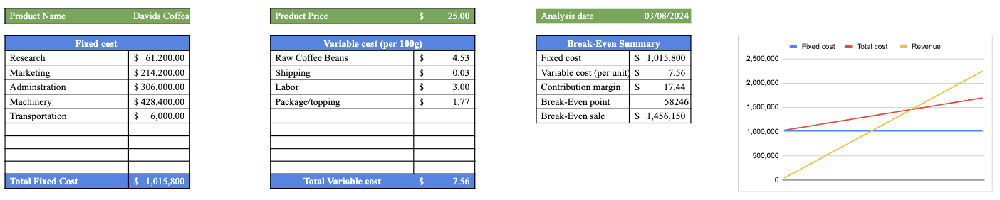 Product Name Davids Coffea
Product Price $ 25.00
Analysis date 03/08/2024
Fixed cost
Research $ 61,200.00
Marketing $ 214,200.00
Adminstration $ 306,000.00
Machinery $ 428,400.00
Transportation $ 6,000.00
Total Fixed Cost $ 1,015,800
Variable cost (per 100g)
Raw Coffee Beans $ 4.53
Shipping $ 0.03
Labor $ 3.00
Package/topping $ 1.77
Total Variable cost $ 7.56
Break-Even Summary
Fixed cost $ 1,015,800
Variable cost (per unit) $ 7.56
Contribution margin $ 17.44
Break-Even point 58246
Break-Even sale $ 1,456,150
Fixed cost Total cost Revenue
2,500,000
2,000,000
1,500,000
1,000,000
500,000
0